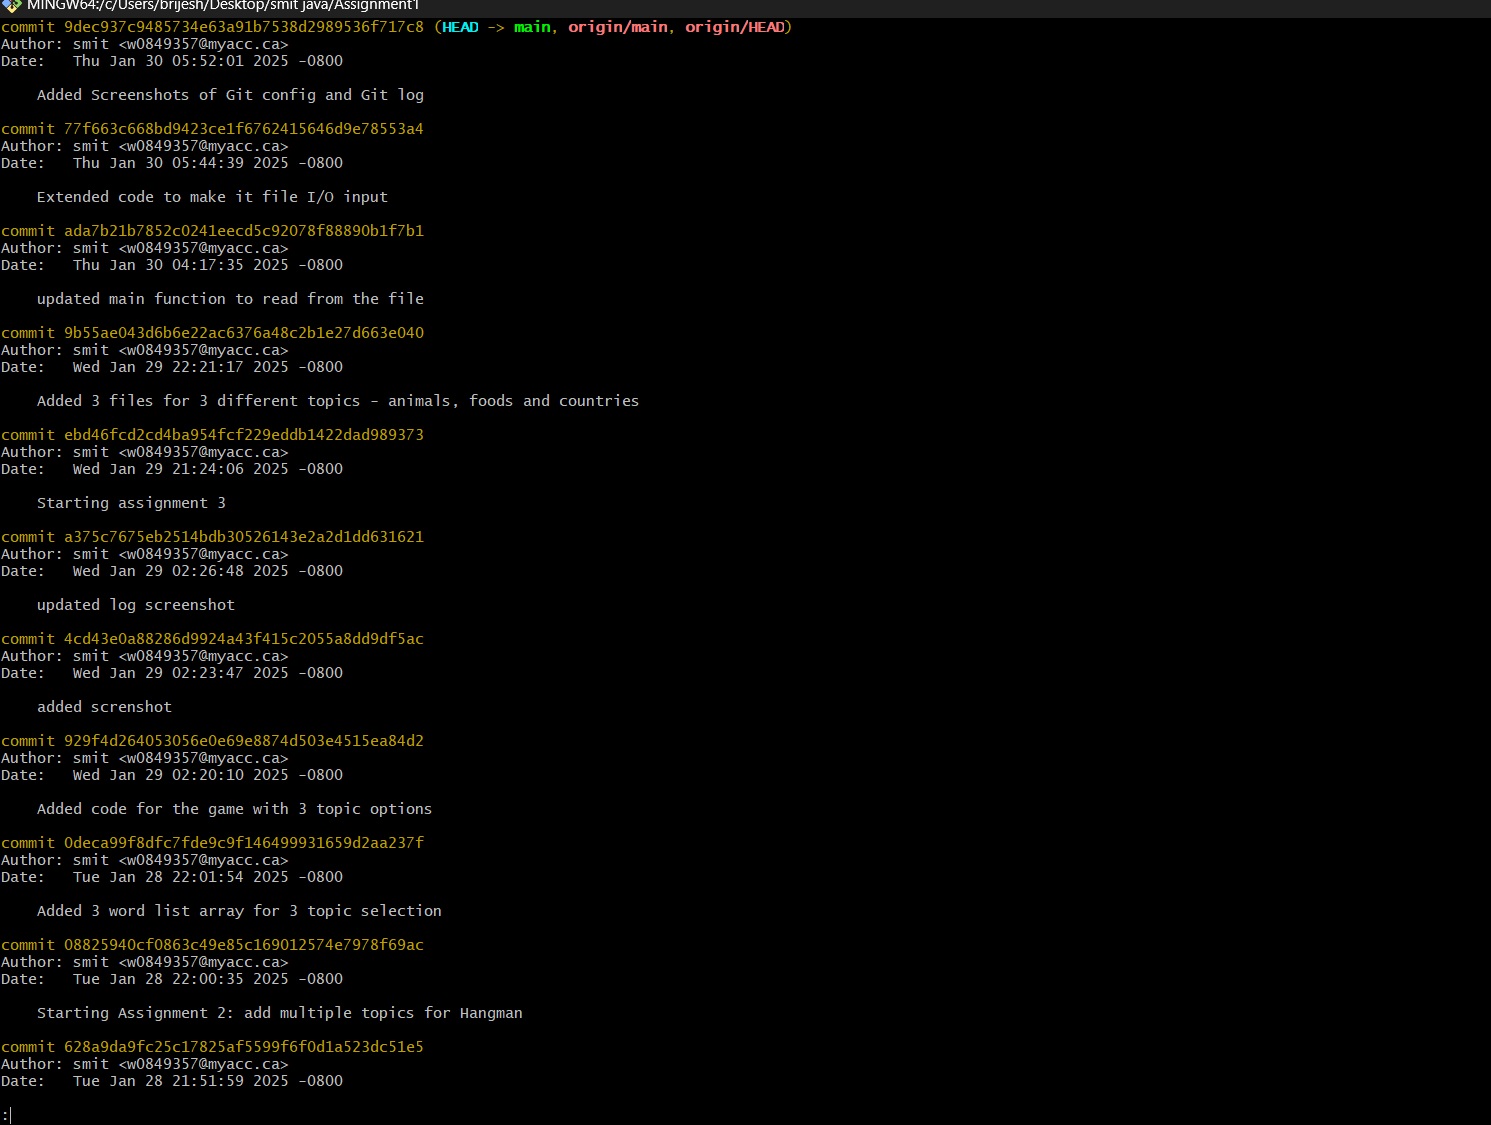 MINGW64:/c/Users/brijesh/Desktop/smit java/Assignment1
commit 9dec937c9485734e63a91b7538d2989536f717c8 (HEAD -> main, origin/main, origin/HEAD)
Author: smit <w0849357@myacc.ca>
Date:   Thu Jan 30 05:52:01 2025 -0800
    Added Screenshots of Git config and Git log
commit 77f663c668bd9423ce1f6762415646d9e78553a4
Author: smit <w0849357@myacc.ca>
Date:   Thu Jan 30 05:44:39 2025 -0800
    Extended code to make it file I/O input
commit ada7b21b7852c0241eecd5c92078f88890b1f7b1
Author: smit <w0849357@myacc.ca>
Date:   Thu Jan 30 04:17:35 2025 -0800
    updated main function to read from the file
commit 9b55ae043d6b6e22ac6376a48c2b1e27d663e040
Author: smit <w0849357@myacc.ca>
Date:   Wed Jan 29 22:21:17 2025 -0800
    Added 3 files for 3 different topics - animals, foods and countries
commit ebd46fcd2cd4ba954fcf229eddb1422dad989373
Author: smit <w0849357@myacc.ca>
Date:   Wed Jan 29 21:24:06 2025 -0800
    Starting assignment 3
commit a375c7675eb2514bdb30526143e2a2d1dd631621
Author: smit <w0849357@myacc.ca>
Date:   Wed Jan 29 02:26:48 2025 -0800
    updated log screenshot
commit 4cd43e0a88286d9924a43f415c2055a8dd9df5ac
Author: smit <w0849357@myacc.ca>
Date:   Wed Jan 29 02:23:47 2025 -0800
    added screnshot
commit 929f4d264053056e0e69e8874d503e4515ea84d2
Author: smit <w0849357@myacc.ca>
Date:   Wed Jan 29 02:20:10 2025 -0800
    Added code for the game with 3 topic options
commit 0deca99f8dfc7fde9c9f146499931659d2aa237f
Author: smit <w0849357@myacc.ca>
Date:   Tue Jan 28 22:01:54 2025 -0800
    Added 3 word list array for 3 topic selection
commit 08825940cf0863c49e85c169012574e7978f69ac
Author: smit <w0849357@myacc.ca>
Date:   Tue Jan 28 22:00:35 2025 -0800
    Starting Assignment 2: add multiple topics for Hangman
commit 628a9da9fc25c17825af5599f6f0d1a523dc51e5
Author: smit <w0849357@myacc.ca>
Date:   Tue Jan 28 21:51:59 2025 -0800
: